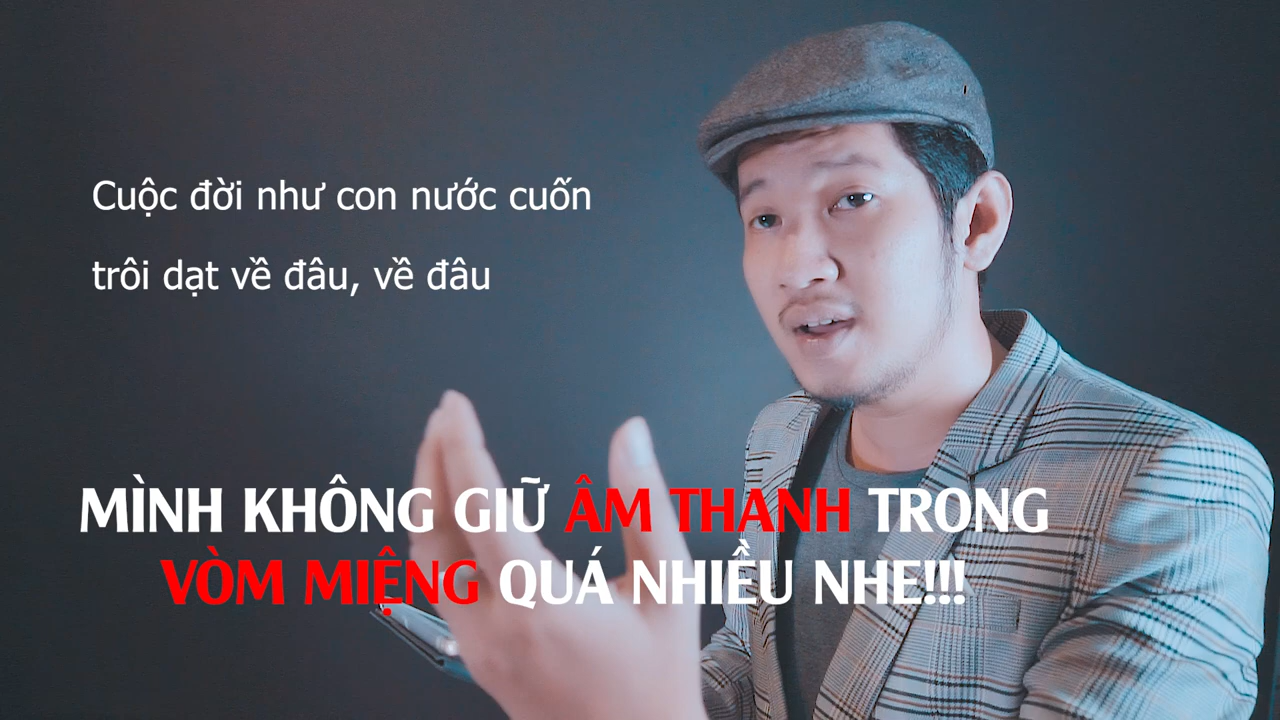 Cuộc đời như con nước cuốn
trôi dạt về đâu, về đâu
MÌNH KHÔNG GIỮ ÂM THANH TRONG
VÒM MIỆNG QUÁ NHIỀU NHE!!!